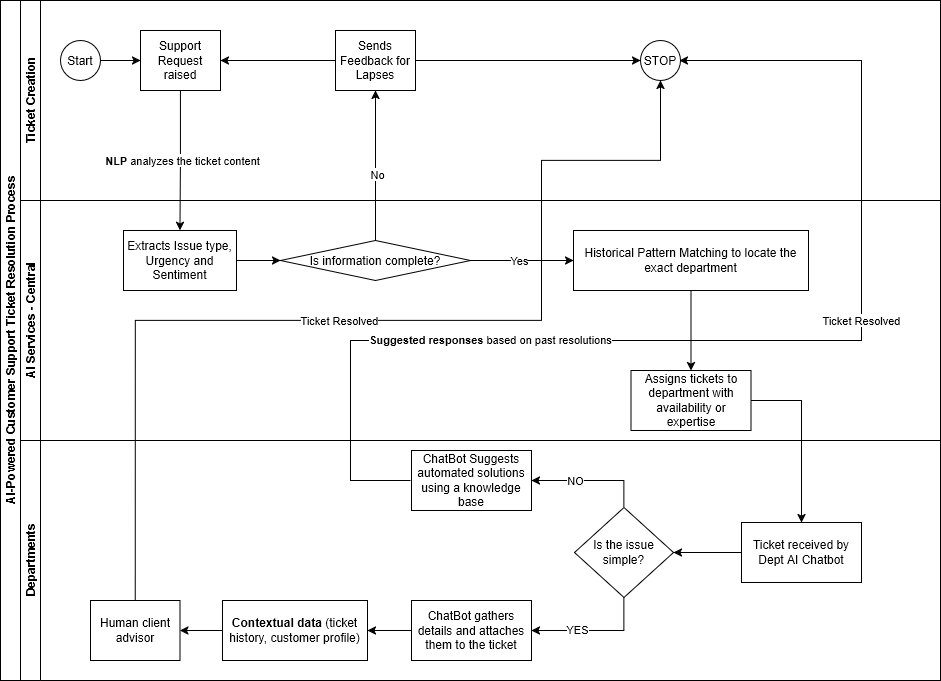 AI-Powered Customer Support Ticket Resolution Process
Ticket Creation
Start
Support
Request
raised
Sends
Feedback for
Lapses
STOP
NLP analyzes the ticket content
No
AI Services - Central
Extracts Issue type,
Urgency and
Sentiment
Is information complete?
Yes
Historical Pattern Matching to locate the
exact department
Ticket Resolved
Ticket Resolved
Suggested responses based on past resolutions
Assigns tickets to
department with
availability or
expertise
Departments
ChatBot Suggests
automated solutions
using a knowledge
base
NO
Is the issue
simple?
Ticket received by
Dept AI Chatbot
Human client
advisor
Contextual data (ticket
history, customer profile)
ChatBot gathers
details and attaches
them to the ticket
YES